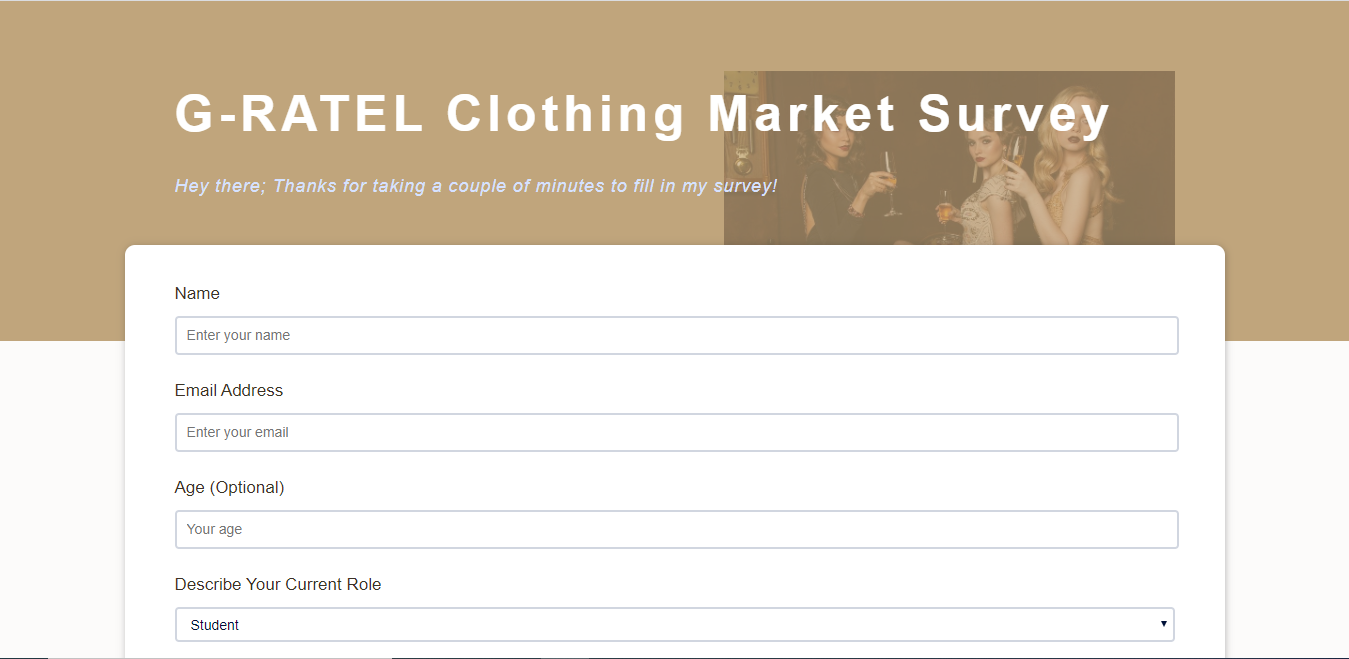 G-RATEL Clothing Market Survey
Hey there; Thanks for taking a couple of minutes to fill in my survey!
Name
Enter your name
Email Address
Enter your email
Age (Optional)
Your age
Describe Your Current Role
Student